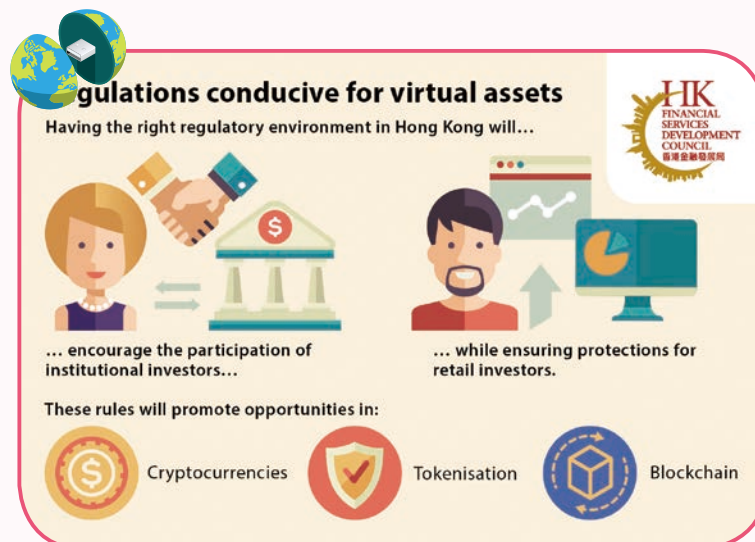 gulations conducive for virtual assets
Having the right regulatory environment in Hong Kong will...
HK
FINANCIAL
SERVICES
DEVELOPMENT
COUNCIL
香港金融發展局
$
... encourage the participation of
institutional investors...
... while ensuring protections for
retail investors.
These rules will promote opportunities in:
$
Cryptocurrencies
Tokenisation
Blockchain